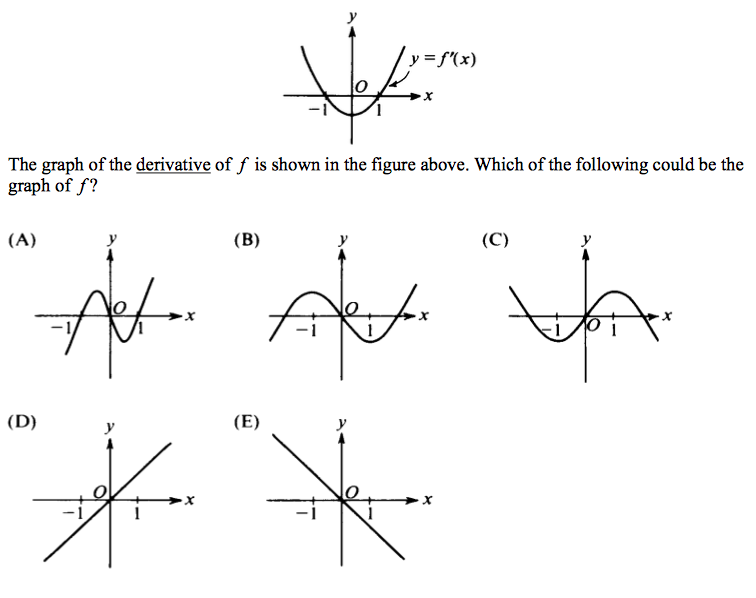 y
y = f'(x)
O
x
−1
1
The graph of the derivative of f is shown in the figure above. Which of the following could be the
graph of f?
(A)
y
O
x
−1
1
(B)
y
O
x
−1
1
(C)
y
x
−1
O
1
(D)
y
O
x
−1
1
(E)
y
O
x
−1
1